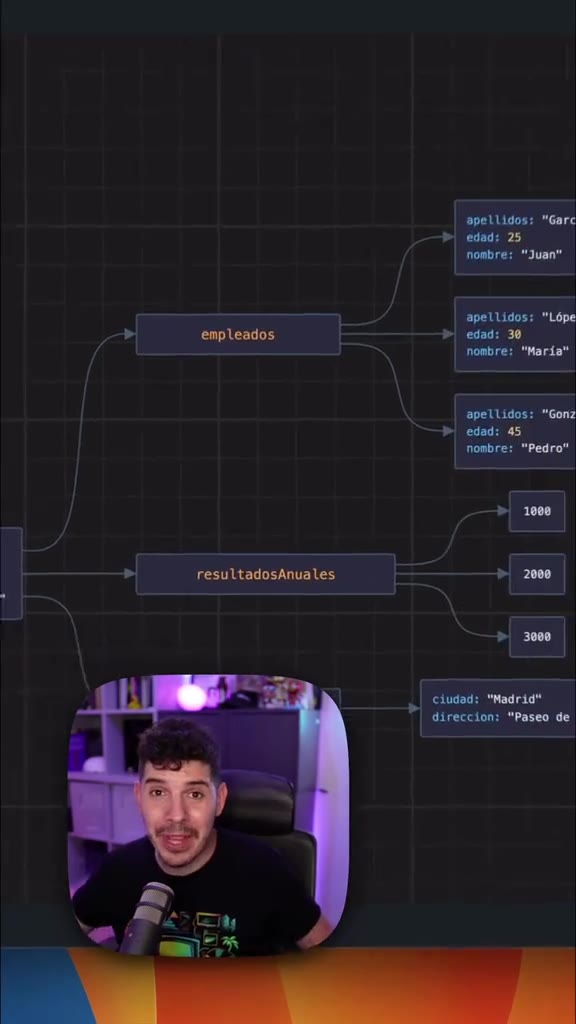 apellidos: "Garc
edad: 25
nombre: "Juan"
empleados
apellidos: "Lópe
edad: 30
nombre: "María"
apellidos: "Gonz
edad: 45
nombre: "Pedro"
1000
resultadosAnuales
2000
3000
ciudad: "Madrid"
direccion: "Paseo de